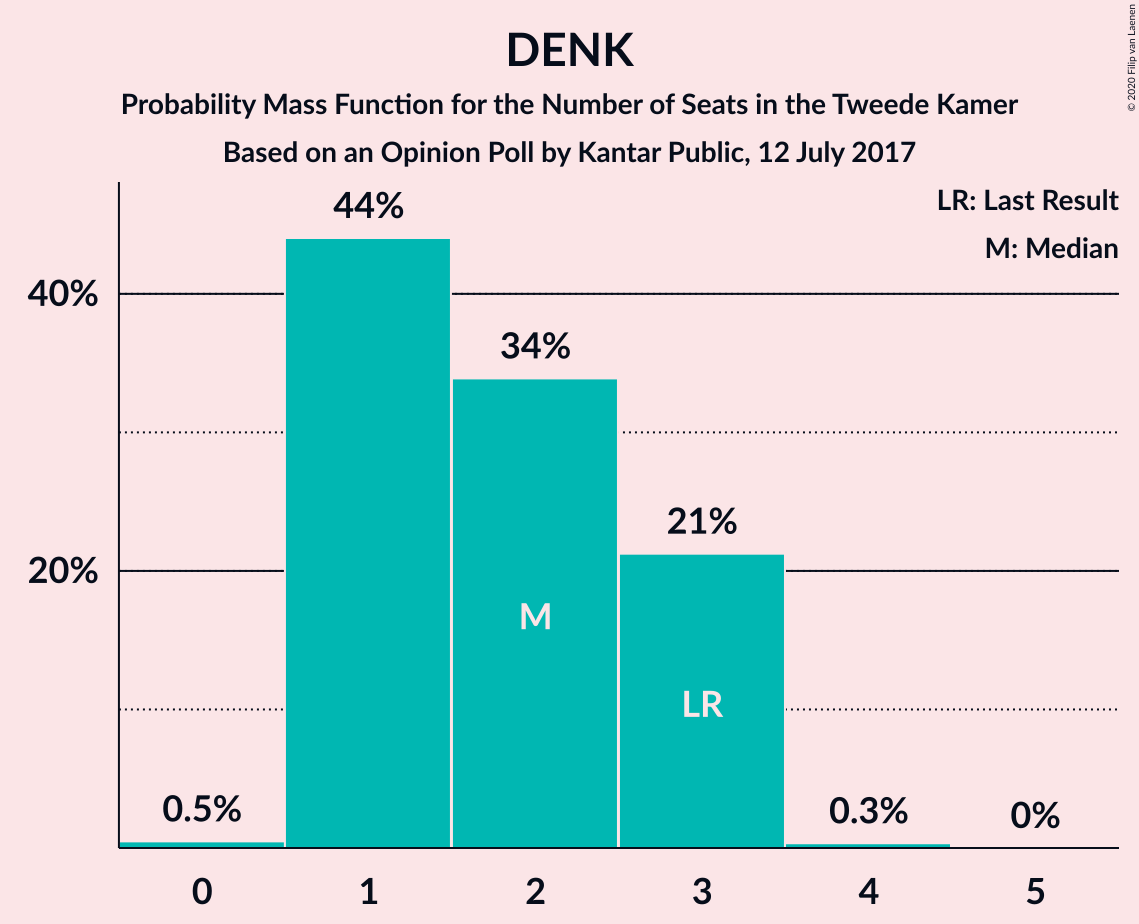 DENK
Probability Mass Function for the Number of Seats in the Tweede Kamer
Based on an Opinion Poll by Kantar Public, 12 July 2017
© 2020 Filip van Laenen
LR: Last Result
M: Median
44%
40%
34%
21%
20%
M
LR
0.5%
0.3%
0%
0 1 2 3 4 5